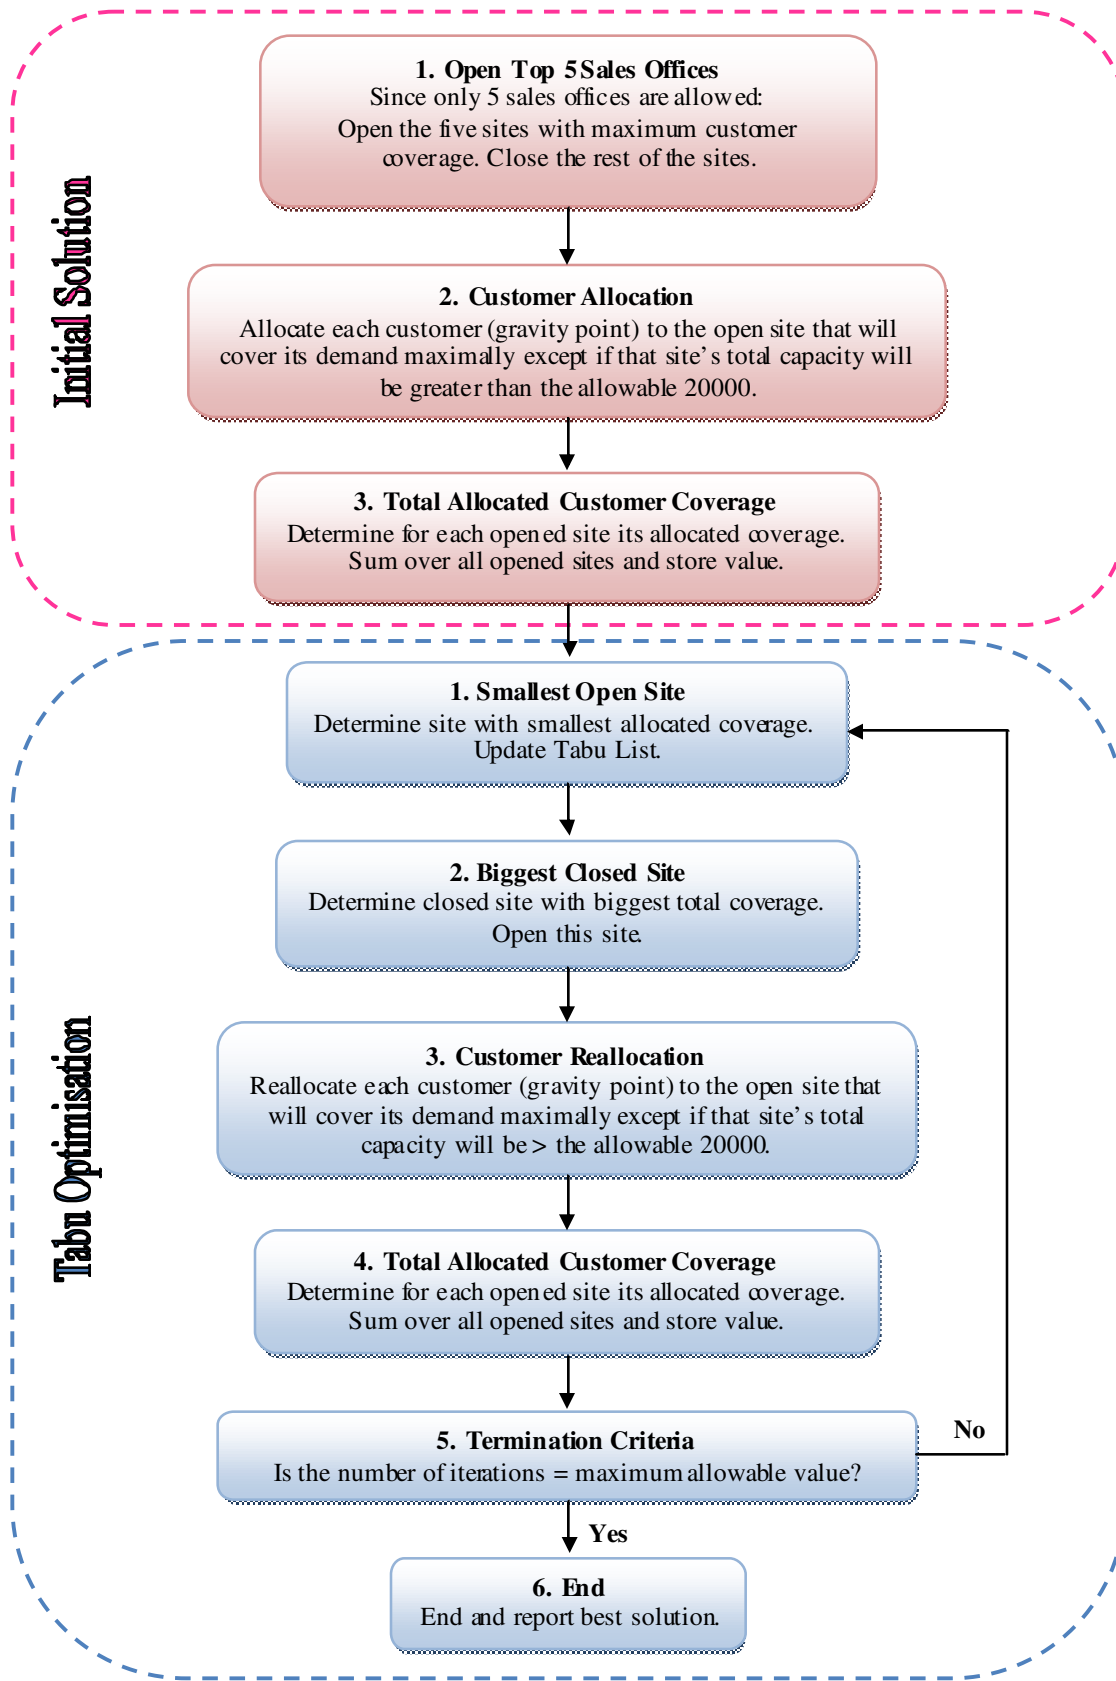 Initial Solution
1. Open Top 5 Sales Offices
Since only 5 sales offices are allowed:
Open the five sites with maximum customer
coverage. Close the rest of the sites.
2. Customer Allocation
Allocate each customer (gravity point) to the open site that will
cover its demand maximally except if that site's total capacity will
be greater than the allowable 20000.
3. Total Allocated Customer Coverage
Determine for each opened site its allocated coverage.
Sum over all opened sites and store value.
Tabu Optimisation
1. Smallest Open Site
Determine site with smallest allocated coverage.
Update Tabu List.
2. Biggest Closed Site
Determine closed site with biggest total coverage.
Open this site.
3. Customer Reallocation
Reallocate each customer (gravity point) to the open site that
will cover its demand maximally except if that site's total
capacity will be > the allowable 20000.
4. Total Allocated Customer Coverage
Determine for each opened site its allocated coverage.
Sum over all opened sites and store value.
5. Termination Criteria
Is the number of iterations = maximum allowable value?
No
Yes
6. End
End and report best solution.